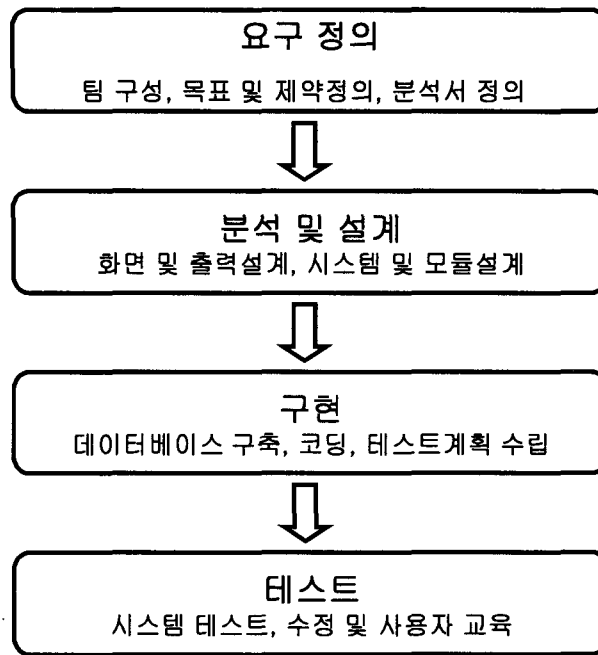 요구 정의
팀 구성, 목표 및 제약정의, 분석서 정의
분석 및 설계
화면 및 출력설계, 시스템 및 모듈설계
구현
데이터베이스 구축, 코딩, 테스트계획 수립
테스트
시스템 테스트, 수정 및 사용자 교육